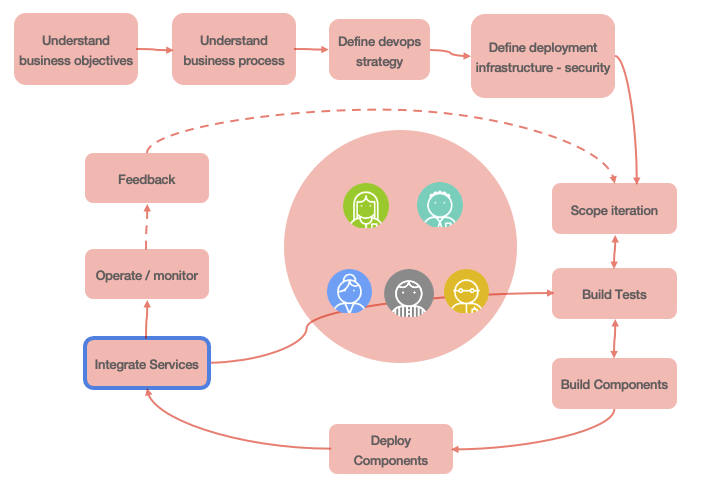 Understand
business objectives
Understand
business process
Define devops
strategy
Define deployment
infrastructure - security
Feedback
Scope iteration
Operate / monitor
Build Tests
Integrate Services
Build Components
Deploy
Components